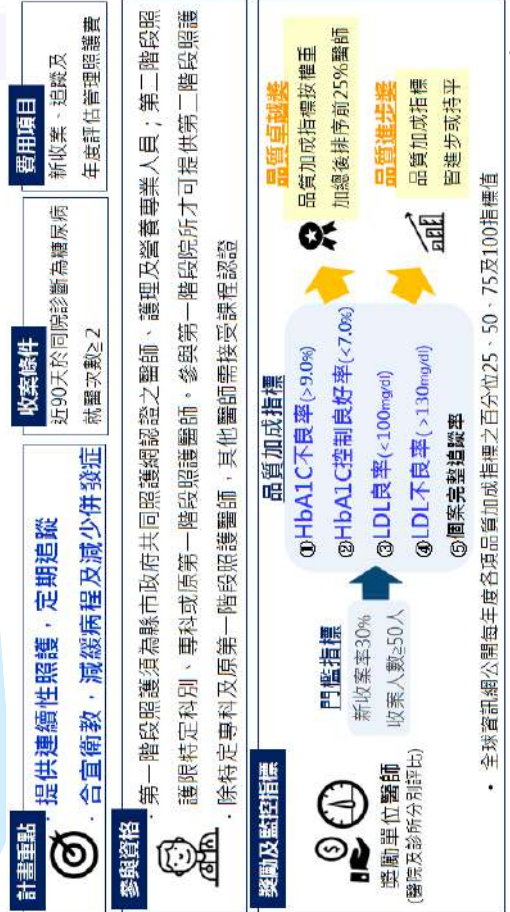 計畫重點
· 提供連續性照護，定期追蹤
· 合宜衛教，減緩病程及減少併發症
收案條件
近90天於同院診斷為糖尿病
就醫次數≥2
費用項目
新收案、追蹤及
年度評估管理照護費
參與資格
· 第一階段照護須為縣市政府共同照護網認證之醫師、護理及營養專業人員；第二階段照
護限特定科別、專科或原第一階段照護醫師。參與第一階段院所才可提供第二階段照護
· 除特定專科及原第一階段照護醫師，其他醫師需接受課程認證
獎勵及監控指標
獎勵單位醫師
(醫院及診所分別評比)
門檻指標
新收案率30%
收案人數≥50人
品質加成指標
①HbA1C不良率(>9.0%)
②HbA1C控制良好率(<7.0%)
③LDL良率(<100mg/dl)
④LDL不良率(>130mg/dl)
⑤個案完整追蹤率
品質卓越獎
品質加成指標按權重
加總後排序前25%醫師
品質進步獎
品質加成指標
皆進步或持平
• 全球資訊網公開每年度各項品質加成指標之百分位25、50、75及100指標值